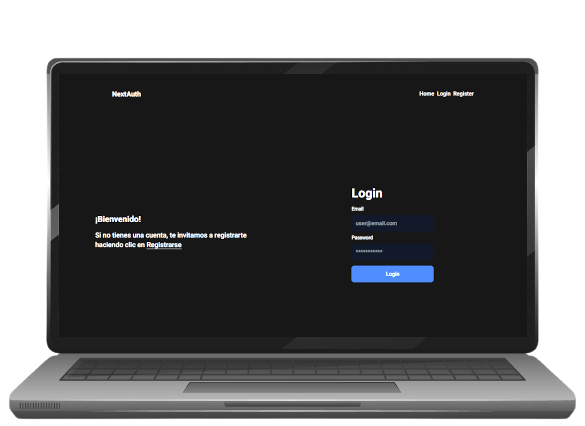 NextAuth
Home Login Register
¡Bienvenido!
Si no tienes una cuenta, te invitamos a registrarte
haciendo clic en Registrarse
Login
Email
user@email.com
Password
***********
Login